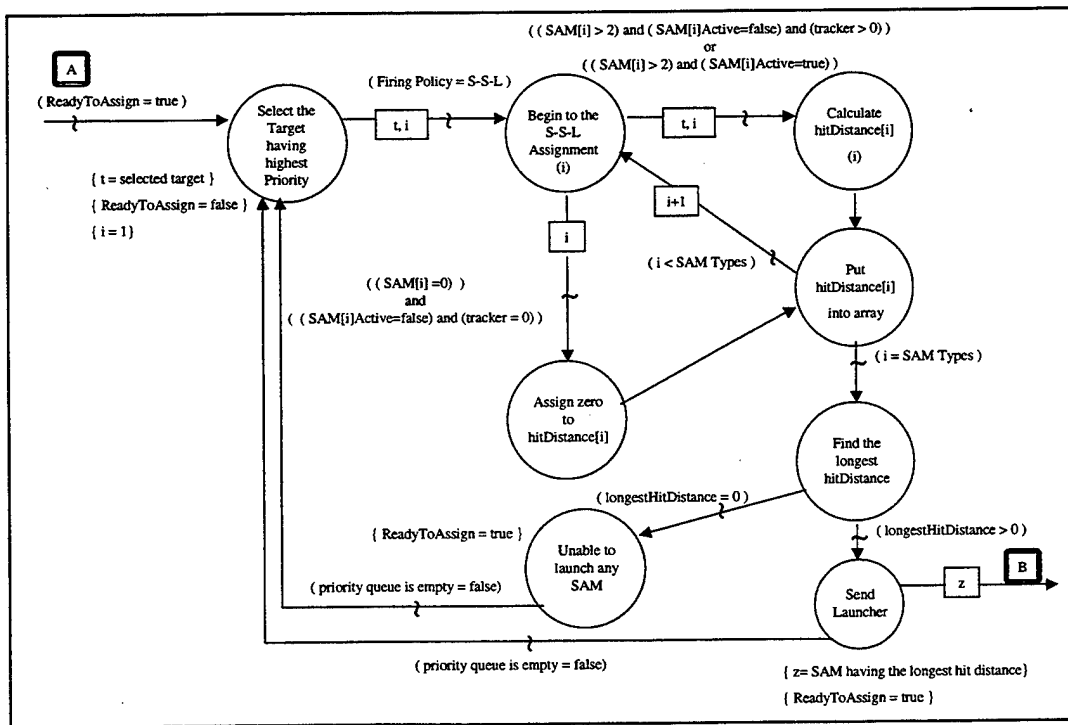 ( ( SAM[i] > 2) and ( SAM[i]Active=false) and (tracker > 0) )
or
( ( SAM[i] > 2) and ( SAM[i]Active=true) )
A
( ReadyToAssign = true)
Select the
Target
having
highest
Priority
( Firing Policy = S-S-L )
t, i
Begin to the
S-S-L
Assignment
(i)
t, i
Calculate
hitDistance[i]
(i)
{ t = selected target }
{ ReadyToAssign = false }
{ i = 1}
i+1
i
( i < SAM Types )
Put
hitDistance[i]
into array
( ( SAM[i] =0) )
and
( ( SAM[i]Active=false) and (tracker = 0) )
( i = SAM Types )
Assign zero
to
hitDistance[i]
Find the
longest
hitDistance
( longestHitDistance = 0 )
{ ReadyToAssign = true }
Unable to
launch any
SAM
( longestHitDistance > 0 )
( priority queue is empty = false)
Send
Launcher
z
B
( priority queue is empty = false)
{ z= SAM having the longest hit distance}
{ ReadyToAssign = true }